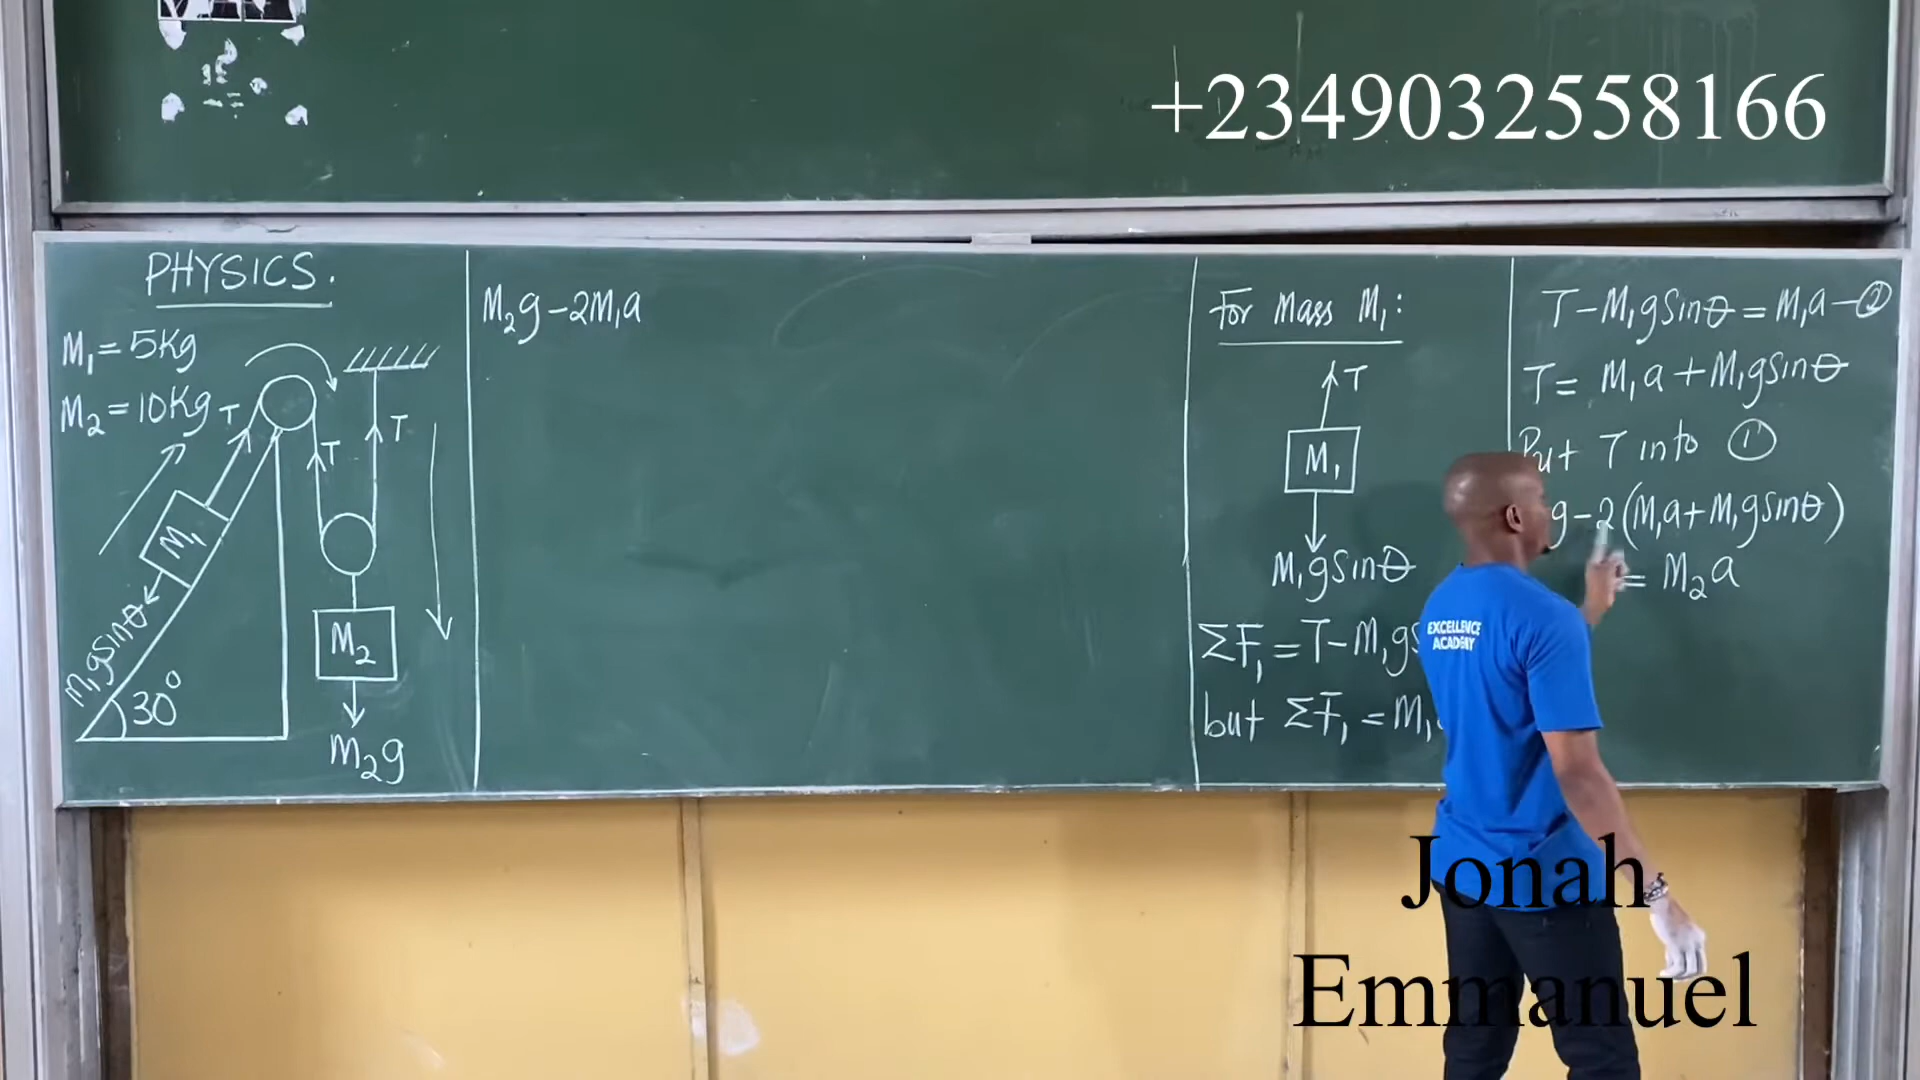 +2349032558166
PHYSICS.
M₁ = 5Kg
M₂ = 10Kg
T
T
T
M₁
M₁gsinθ
30°
M₂
M₂g
M₂g-2M₁a
For Mass M₁:
T
M₁
M₁gsinθ
ΣF₁ = T-M₁gs
but ΣF₁ = M₁
T-M₁gsinθ = M₁a-②
T = M₁a + M₁gsinθ
Put T into ①
g-2(M₁a+M₁gsinθ)
= M₂a
EXCELLENCE
ACADEMY
Jonah
Emmanuel